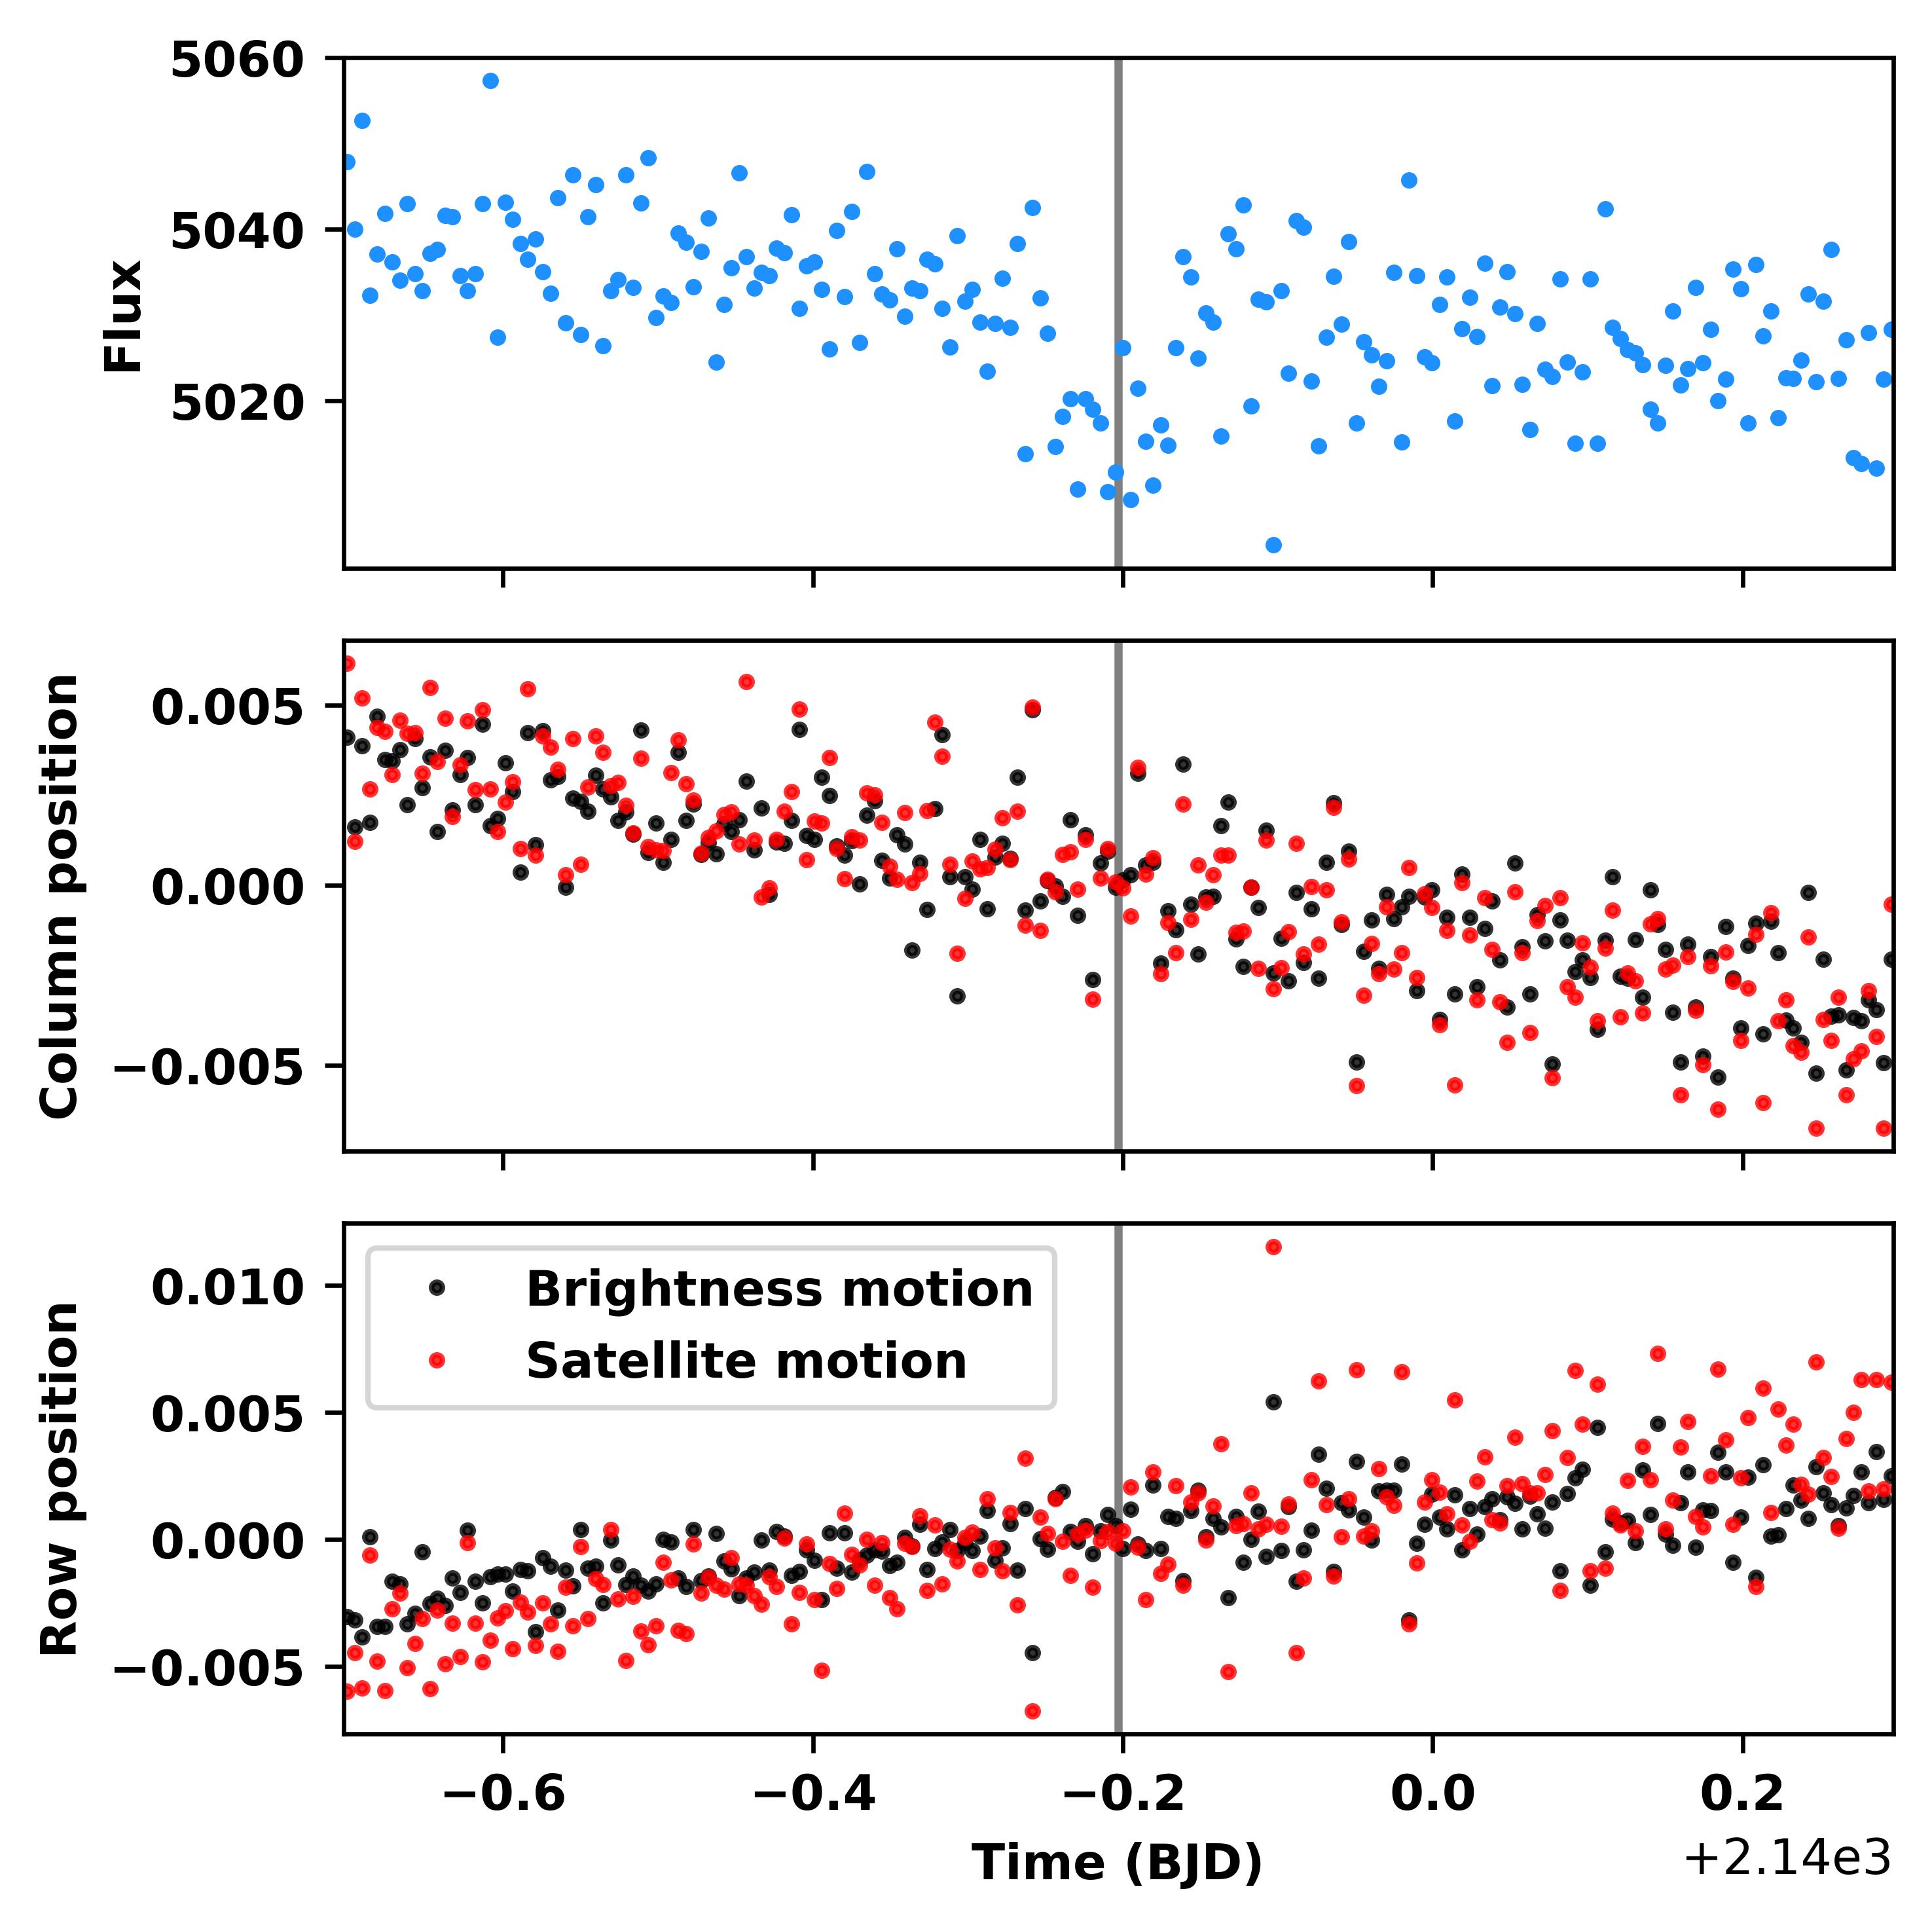 5060
5040
5020
Flux
0.005
0.000
−0.005
Column position
0.010
0.005
0.000
−0.005
Row position
Brightness motion
Satellite motion
−0.6 −0.4 −0.2 0.0 0.2
Time (BJD)
+2.14e3